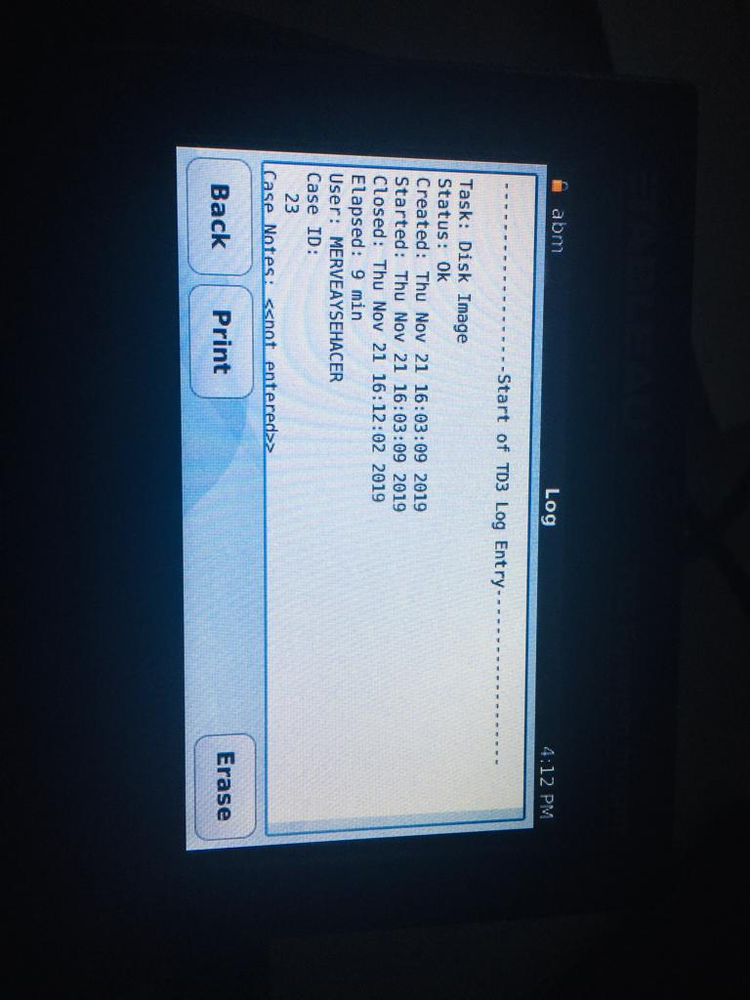 abm
Log
4:12 PM
-----------------------Start of TD3 Log Entry-----------------------
Task: Disk Image
Status: Ok
Created: Thu Nov 21 16:03:09 2019
Started: Thu Nov 21 16:03:09 2019
Closed: Thu Nov 21 16:12:02 2019
Elapsed: 9 min
User: MERVEAYSEHACER
Case ID:
23
Case Notes: <<not entered>>
Back
Print
Erase
TABLEAU